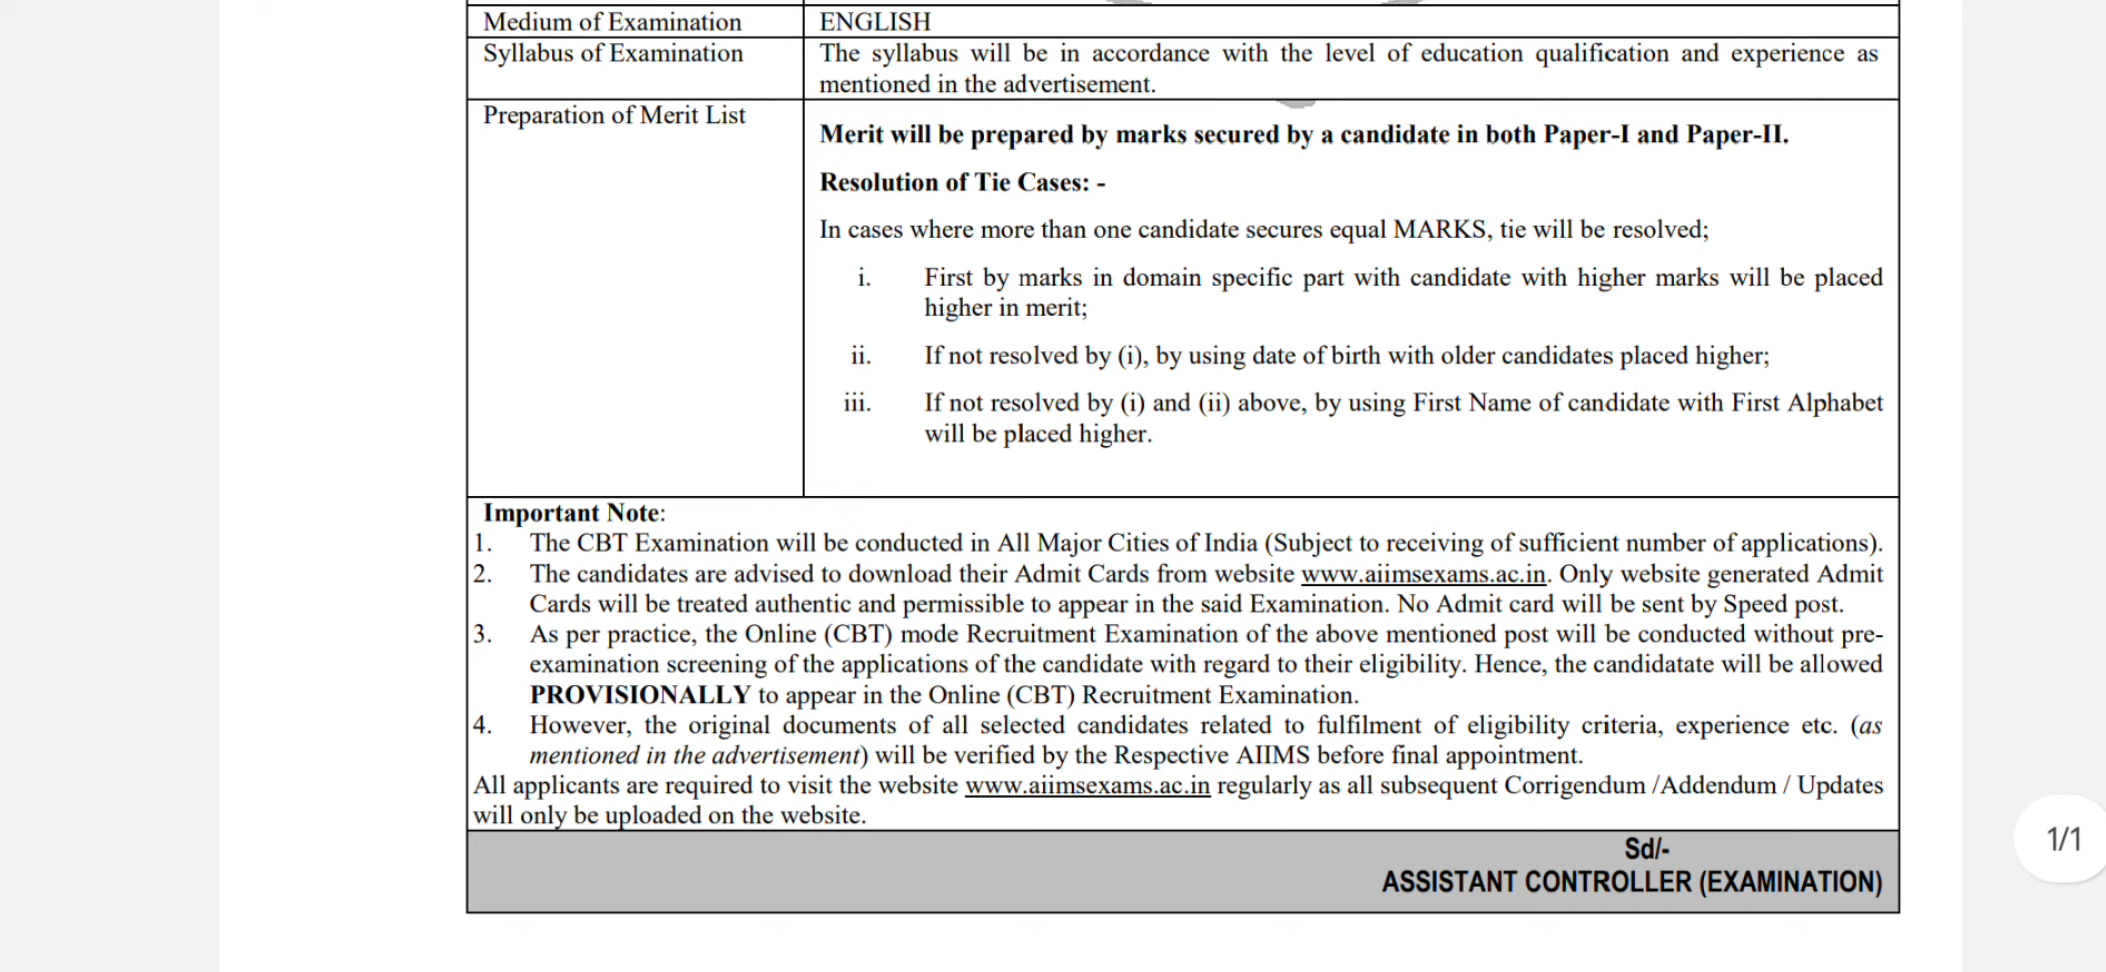 Medium of Examination ENGLISH
Syllabus of Examination The syllabus will be in accordance with the level of education qualification and experience as
mentioned in the advertisement.
Preparation of Merit List
Merit will be prepared by marks secured by a candidate in both Paper-I and Paper-II.
Resolution of Tie Cases: -
In cases where more than one candidate secures equal MARKS, tie will be resolved;
i. First by marks in domain specific part with candidate with higher marks will be placed
higher in merit;
ii. If not resolved by (i), by using date of birth with older candidates placed higher;
iii. If not resolved by (i) and (ii) above, by using First Name of candidate with First Alphabet
will be placed higher.
Important Note:
1. The CBT Examination will be conducted in All Major Cities of India (Subject to receiving of sufficient number of applications).
2. The candidates are advised to download their Admit Cards from website www.aiimsexams.ac.in. Only website generated Admit
Cards will be treated authentic and permissible to appear in the said Examination. No Admit card will be sent by Speed post.
3. As per practice, the Online (CBT) mode Recruitment Examination of the above mentioned post will be conducted without pre-
examination screening of the applications of the candidate with regard to their eligibility. Hence, the candidatate will be allowed
PROVISIONALLY to appear in the Online (CBT) Recruitment Examination.
4. However, the original documents of all selected candidates related to fulfilment of eligibility criteria, experience etc. (as
mentioned in the advertisement) will be verified by the Respective AIIMS before final appointment.
All applicants are required to visit the website www.aiimsexams.ac.in regularly as all subsequent Corrigendum /Addendum / Updates
will only be uploaded on the website.
Sd/-
ASSISTANT CONTROLLER (EXAMINATION)
1/1